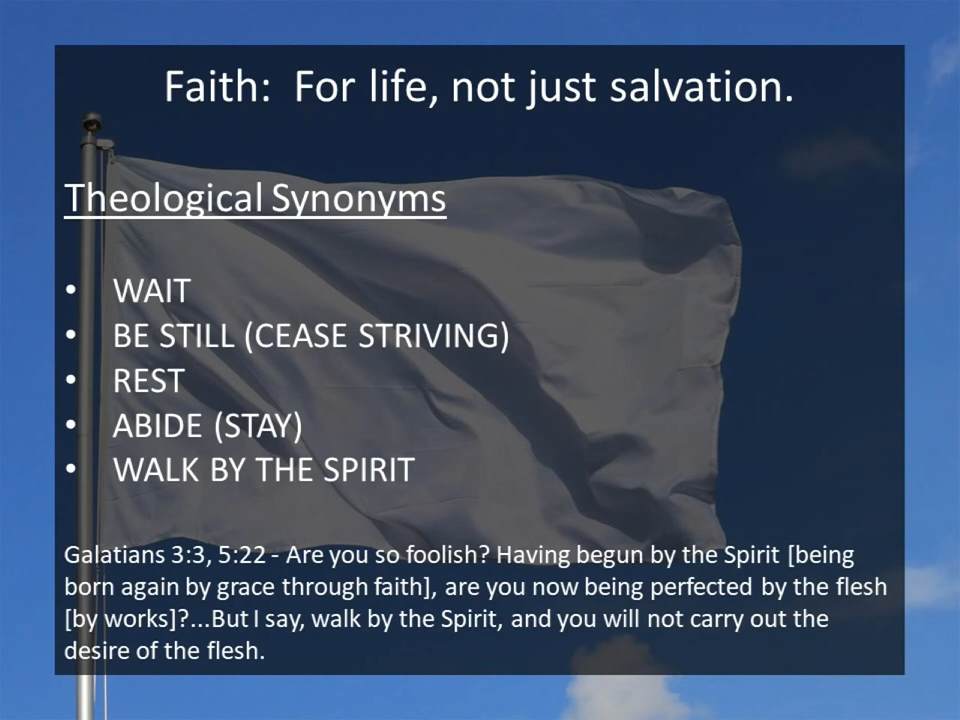 Faith:  For life, not just salvation.
Theological Synonyms
• WAIT
• BE STILL (CEASE STRIVING)
• REST
• ABIDE (STAY)
• WALK BY THE SPIRIT
Galatians 3:3, 5:22 - Are you so foolish? Having begun by the Spirit [being
born again by grace through faith], are you now being perfected by the flesh
[by works]?...But I say, walk by the Spirit, and you will not carry out the
desire of the flesh.